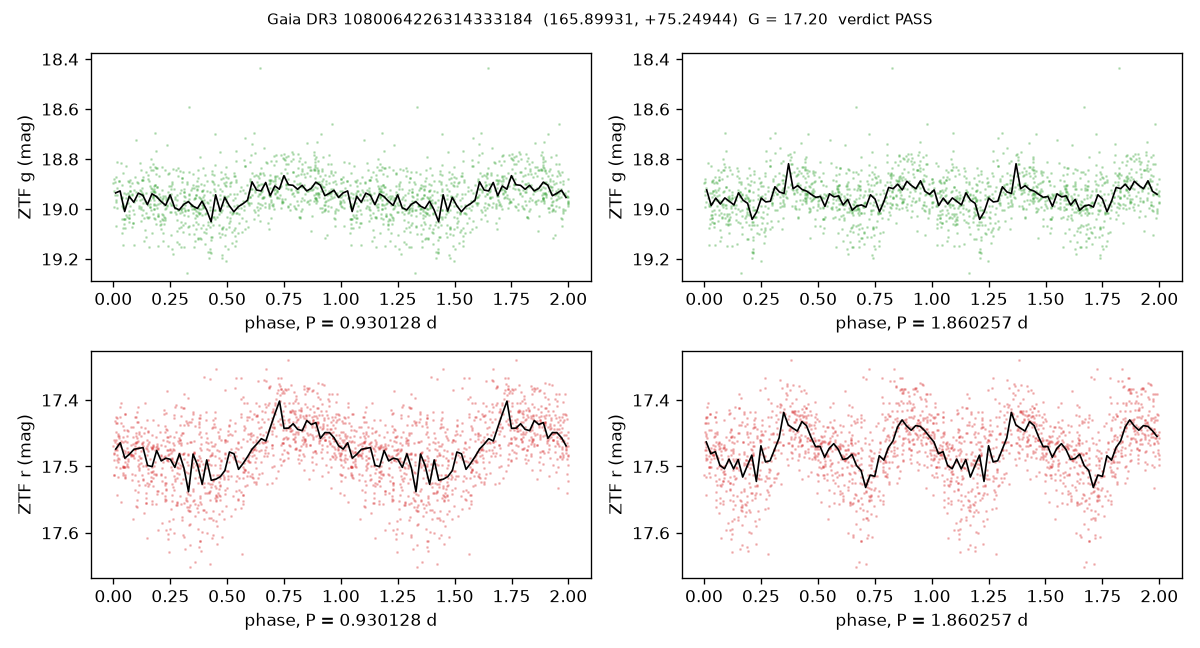 Gaia DR3 1080064226314333184 (165.89931, +75.24944) G = 17.20 verdict PASS
ZTF g (mag)
18.4
18.6
18.8
19.0
19.2
0.00 0.25 0.50 0.75 1.00 1.25 1.50 1.75 2.00
phase, P = 0.930128 d
ZTF g (mag)
18.4
18.6
18.8
19.0
19.2
0.00 0.25 0.50 0.75 1.00 1.25 1.50 1.75 2.00
phase, P = 1.860257 d
ZTF r (mag)
17.4
17.5
17.6
0.00 0.25 0.50 0.75 1.00 1.25 1.50 1.75 2.00
phase, P = 0.930128 d
ZTF r (mag)
17.4
17.5
17.6
0.00 0.25 0.50 0.75 1.00 1.25 1.50 1.75 2.00
phase, P = 1.860257 d